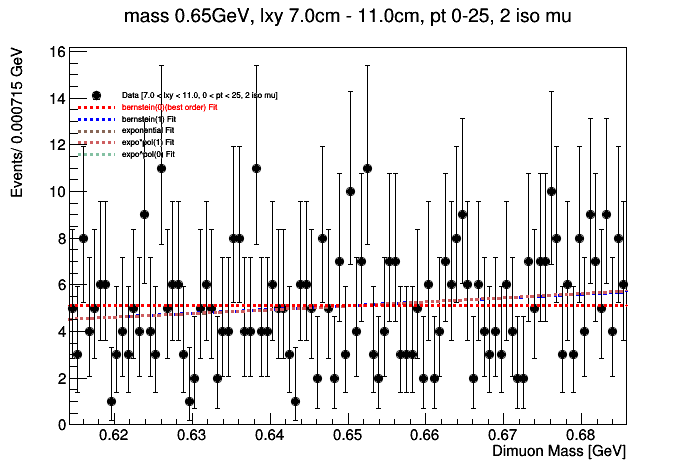 mass 0.65GeV, lxy 7.0cm - 11.0cm, pt 0-25, 2 iso mu
Events/ 0.000715 GeV
16
14
12
10
8
6
4
2
0
Data [7.0 < lxy < 11.0, 0 < pt < 25, 2 iso mu]
bernstein(0)(best order) Fit
bernstein(1) Fit
exponential Fit
expo*pol(1) Fit
expo*pol(0) Fit
0.62 0.63 0.64 0.65 0.66 0.67 0.68
Dimuon Mass [GeV]